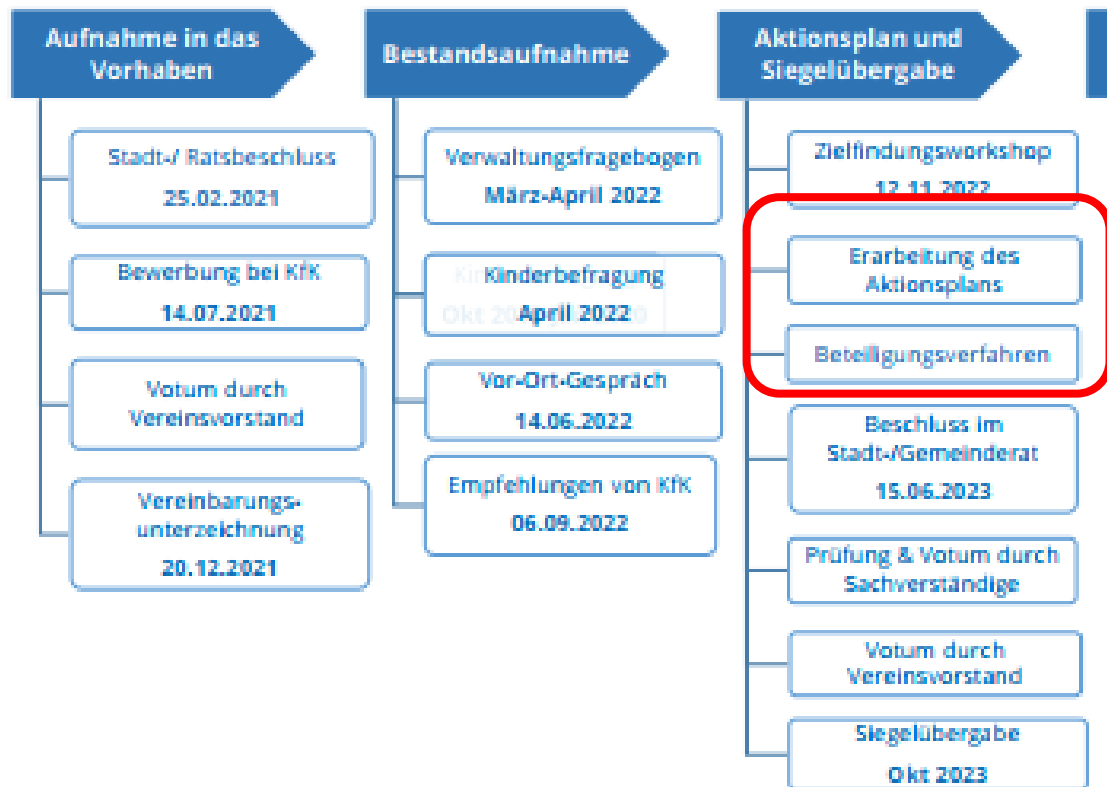 Aufnahme in das
Vorhaben
Stadt-/ Ratsbeschluss
25.02.2021
Bewerbung bei KfK
14.07.2021
Votum durch
Vereinsvorstand
Vereinbarungs-
unterzeichnung
20.12.2021
Bestandsaufnahme
Verwaltungsfragebogen
März-April 2022
Kinderbefragung
April 2022
Vor-Ort-Gespräch
14.06.2022
Empfehlungen von KfK
06.09.2022
Aktionsplan und
Siegelübergabe
Zielfindungsworkshop
12.11.2022
Erarbeitung des
Aktionsplans
Beteiligungsverfahren
Beschluss im
Stadt-/Gemeinderat
15.06.2023
Prüfung & Votum durch
Sachverständige
Votum durch
Vereinsvorstand
Siegelübergabe
Okt 2023